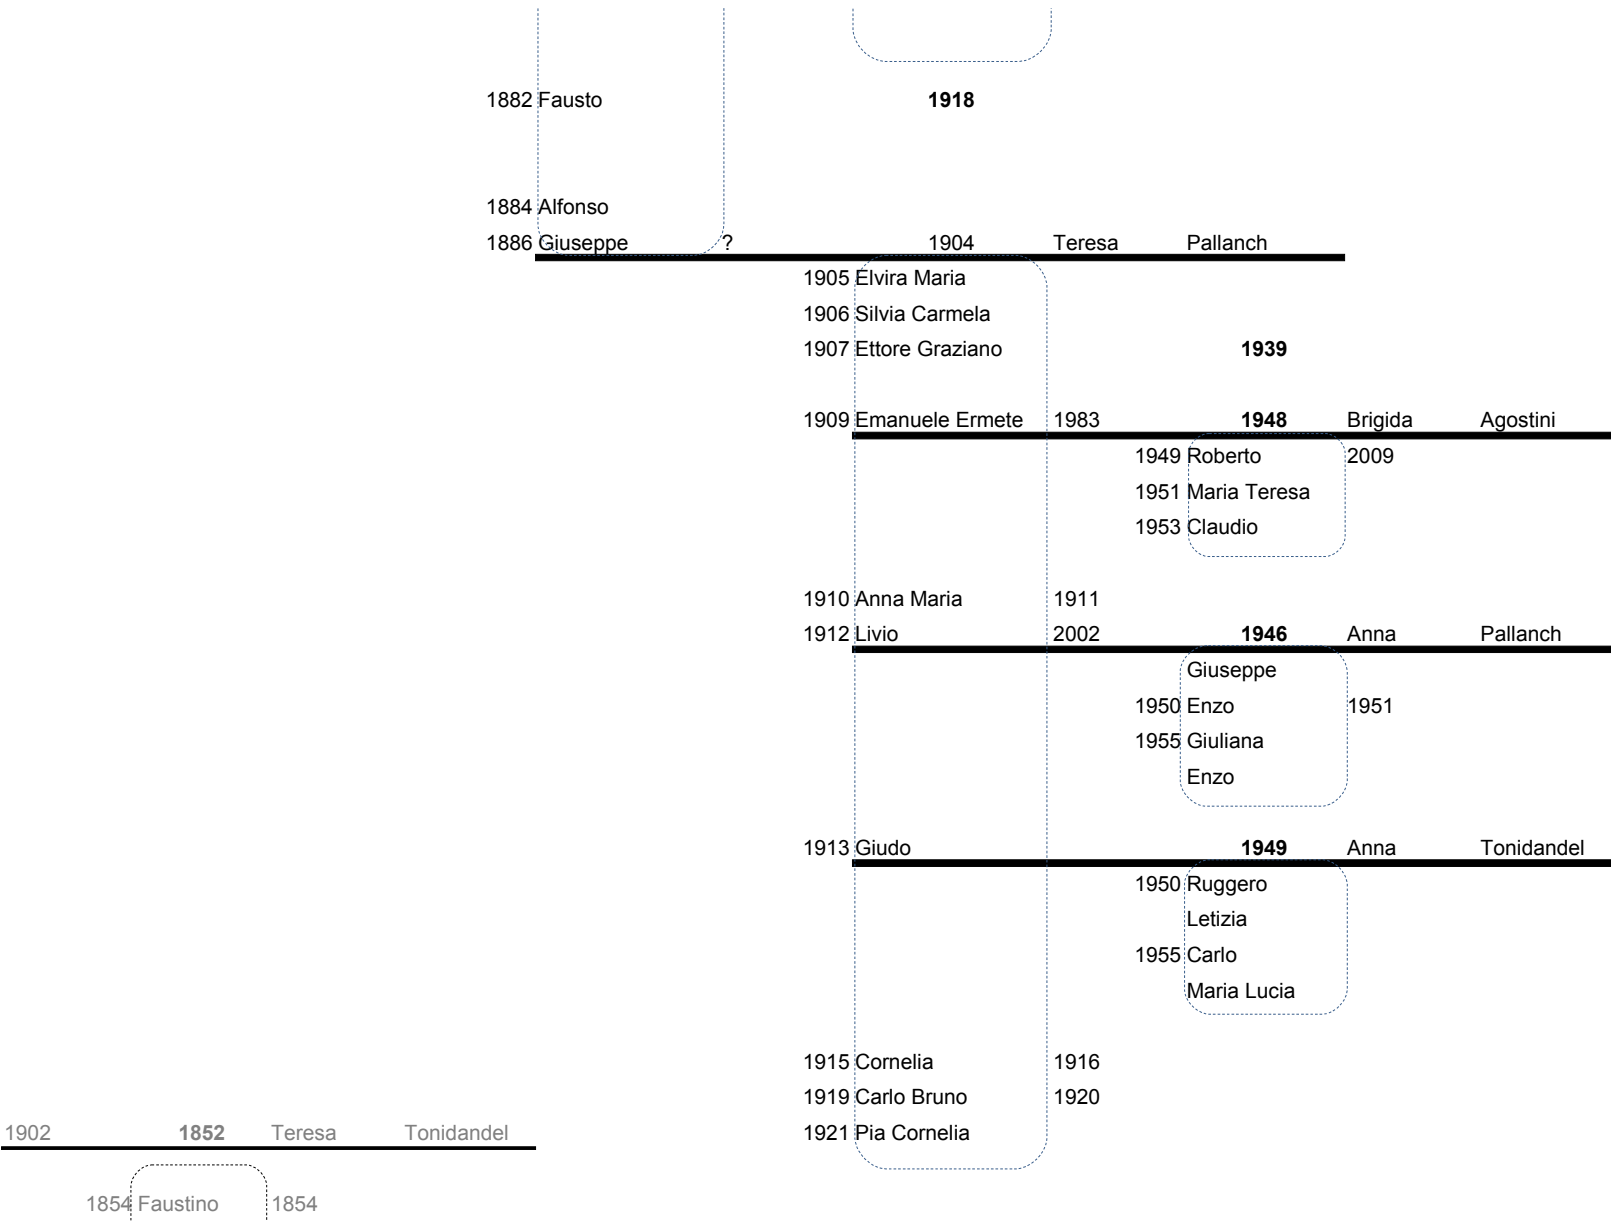 1882 Fausto 1918
1884 Alfonso
1886 Giuseppe ? 1904 Teresa Pallanch
1905 Elvira Maria
1906 Silvia Carmela
1907 Ettore Graziano 1939
1909 Emanuele Ermete 1983 1948 Brigida Agostini
1949 Roberto 2009
1951 Maria Teresa
1953 Claudio
1910 Anna Maria 1911
1912 Livio 2002 1946 Anna Pallanch
Giuseppe
1950 Enzo 1951
1955 Giuliana
Enzo
1913 Giudo 1949 Anna Tonidandel
1950 Ruggero
Letizia
1955 Carlo
Maria Lucia
1915 Cornelia 1916
1919 Carlo Bruno 1920
1902 1852 Teresa Tonidandel 1921 Pia Cornelia
1854 Faustino 1854